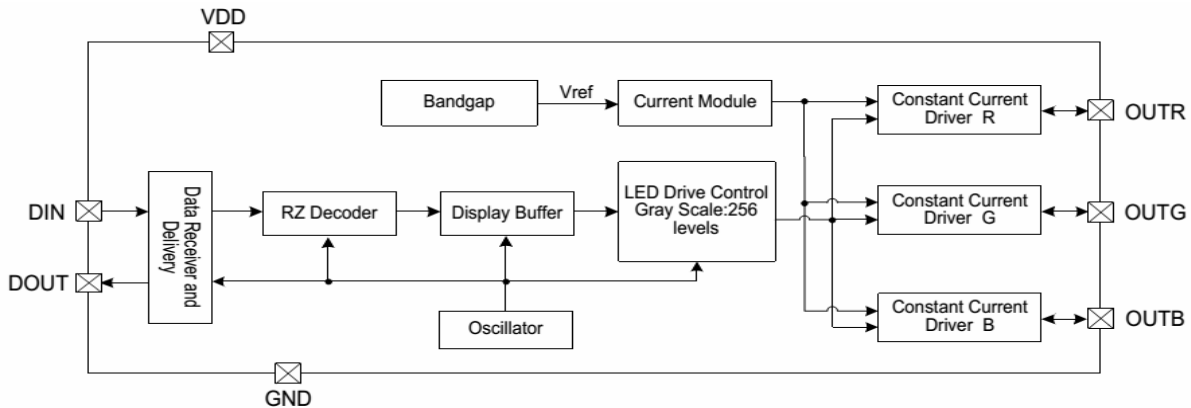 VDD
Bandgap
Vref
Current Module
Constant Current
Driver R
OUTR
DIN
Data Receiver and
Delivery
RZ Decoder
Display Buffer
LED Drive Control
Gray Scale:256
levels
Constant Current
Driver G
OUTG
DOUT
Oscillator
Constant Current
Driver B
OUTB
GND